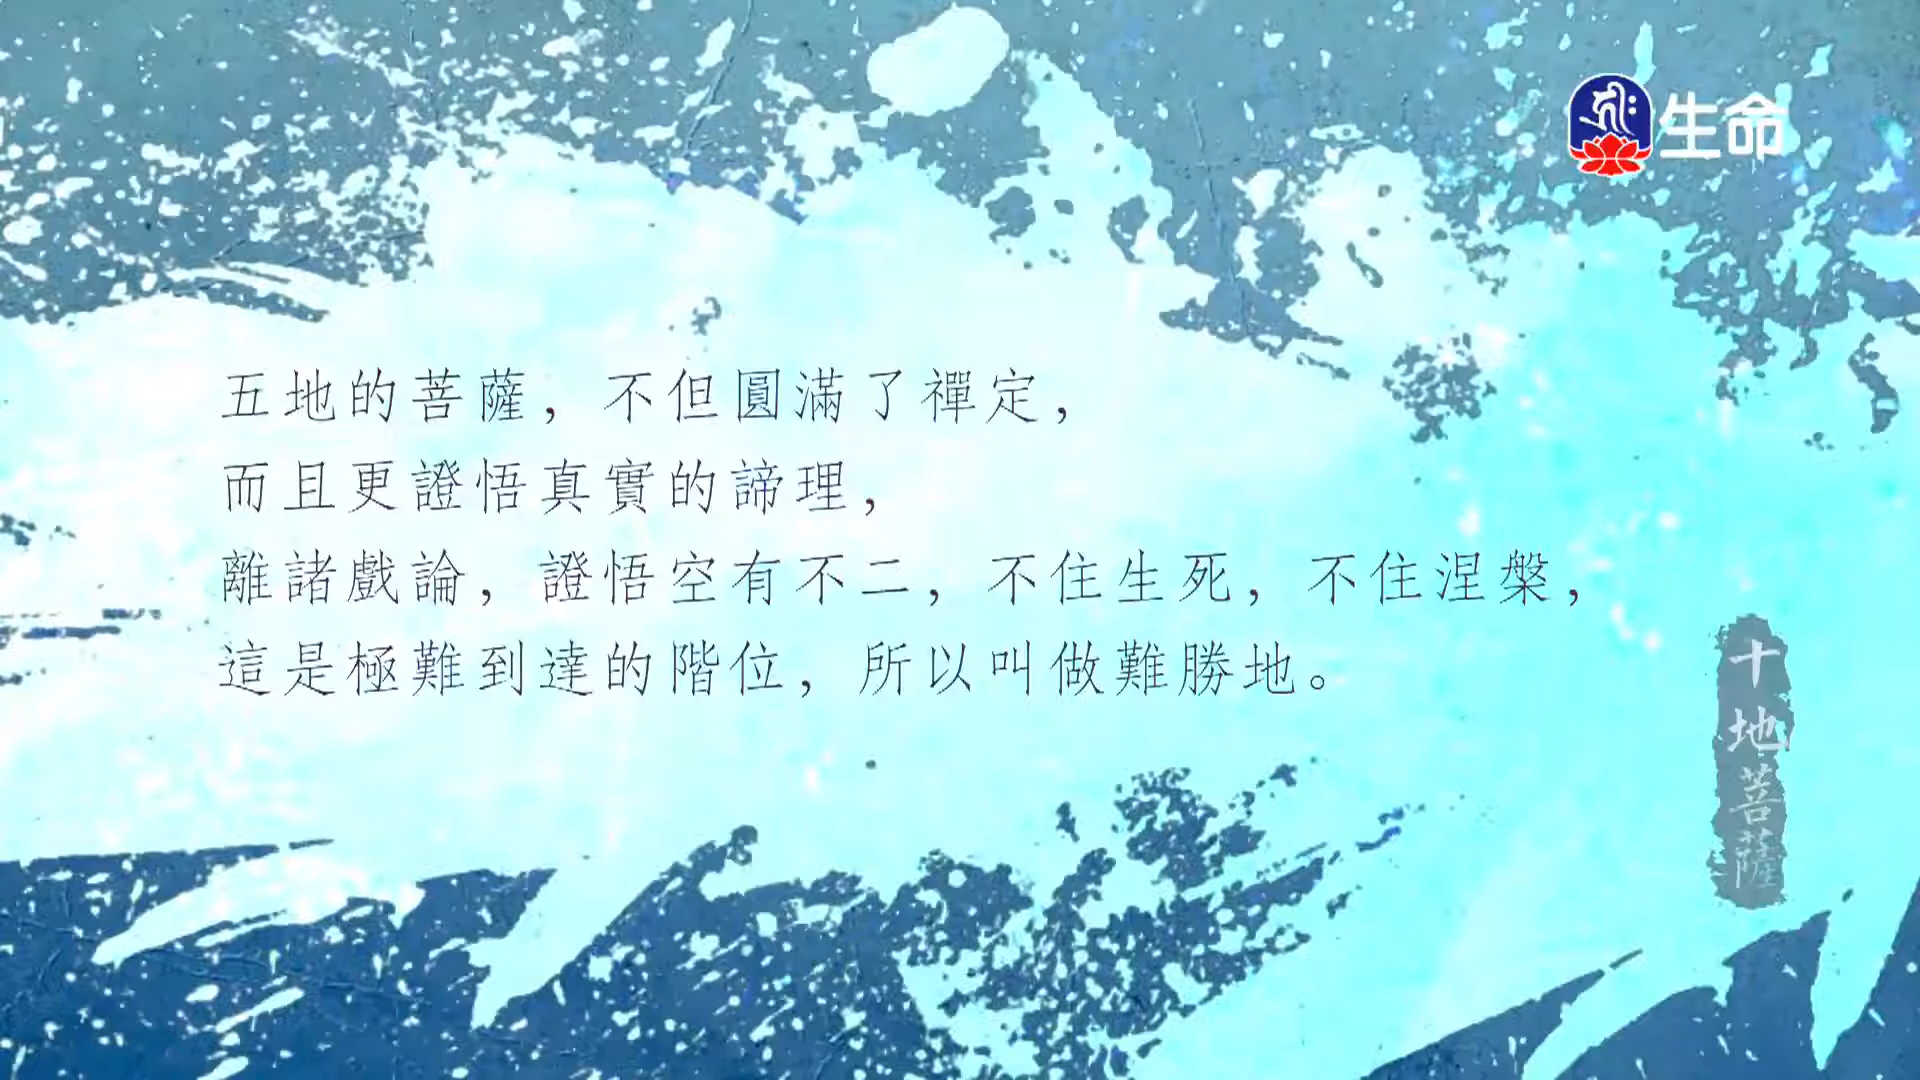 生命
五地的菩薩，不但圓滿了禪定，
而且更證悟真實的諦理，
離諸戲論，證悟空有不二，不住生死，不住涅槃，
這是極難到達的階位，所以叫做難勝地。
十地菩薩